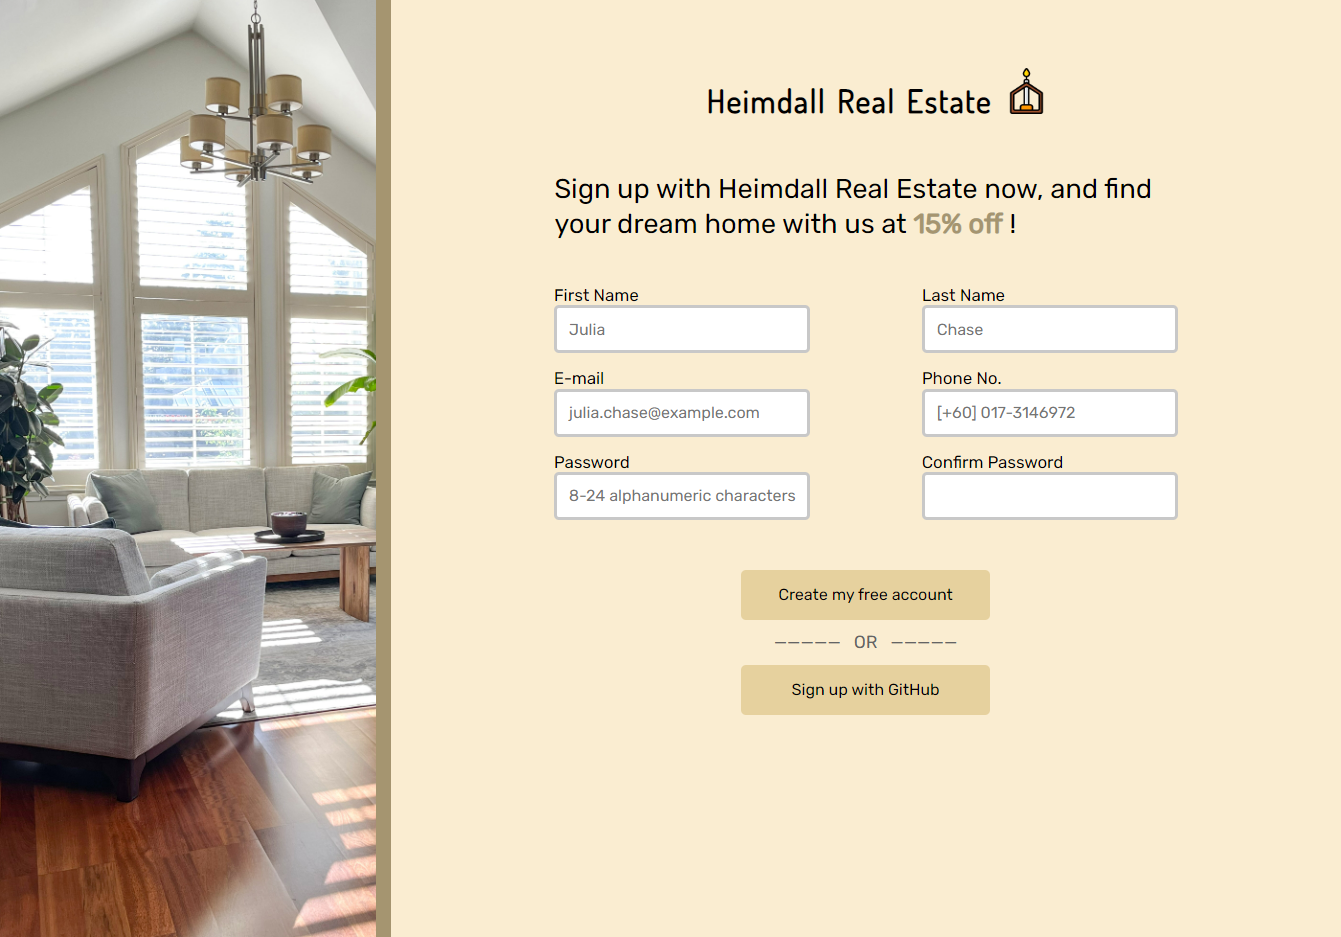 Heimdall Real Estate
Sign up with Heimdall Real Estate now, and find
your dream home with us at 15% off !
First Name
Last Name
Julia
Chase
E-mail
Phone No.
julia.chase@example.com
[+60] 017-3146972
Password
Confirm Password
8-24 alphanumeric characters
Create my free account
————— OR —————
Sign up with GitHub